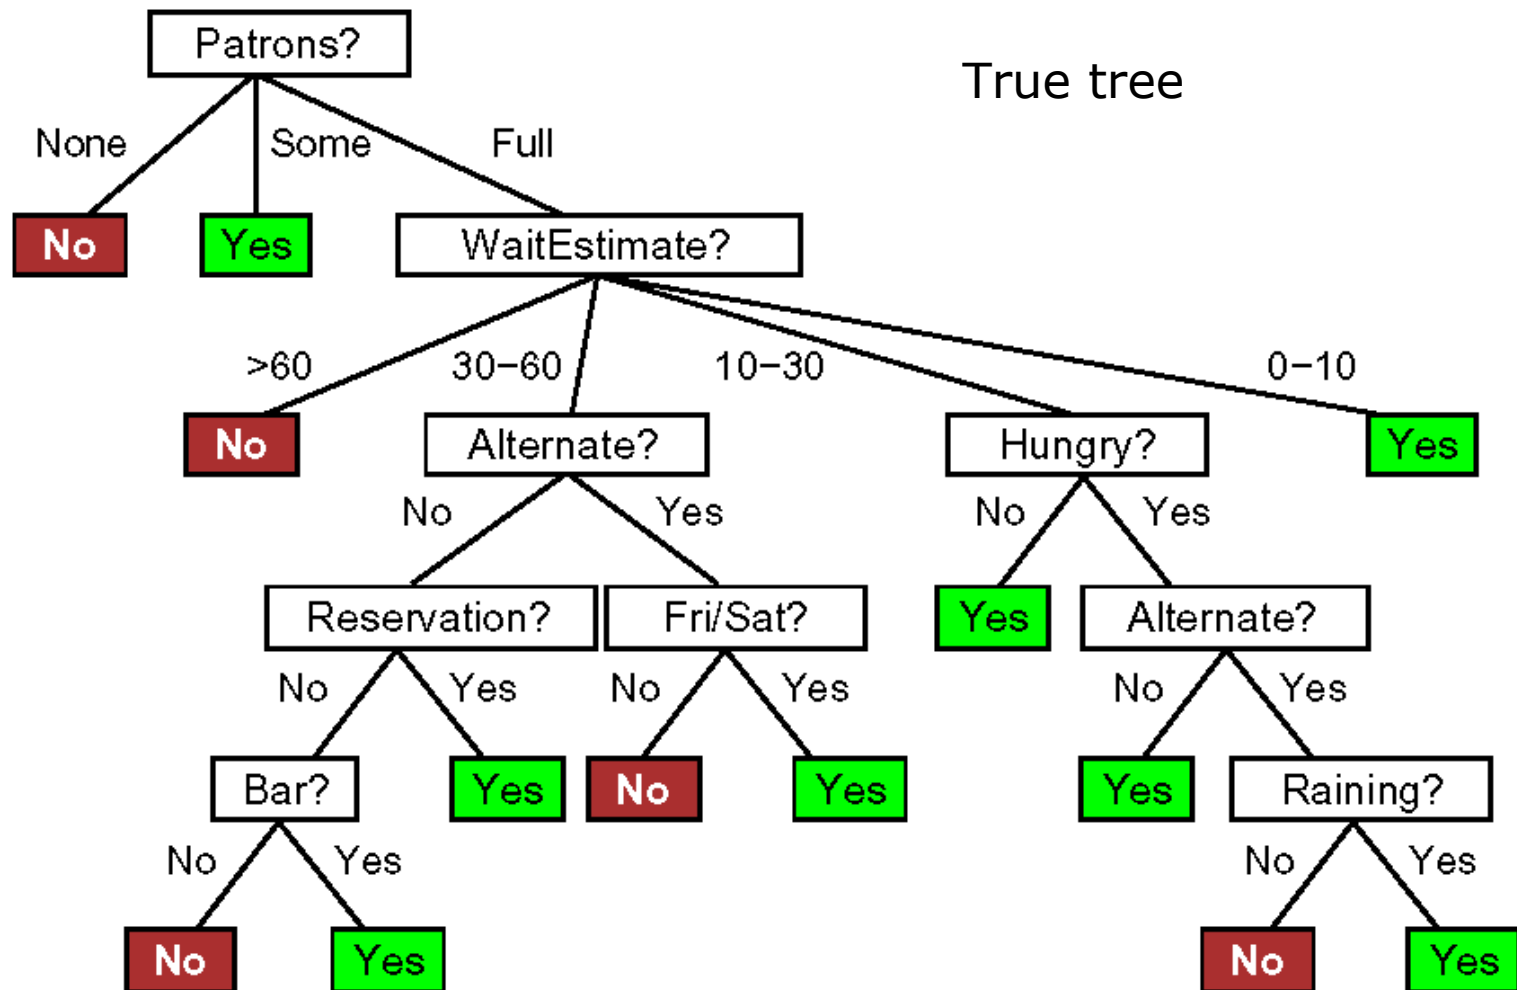 Patrons?
True tree
None
Some
Full
No
Yes
WaitEstimate?
>60
30−60
10−30
0−10
No
Alternate?
Hungry?
Yes
No
Yes
No
Yes
Reservation?
Fri/Sat?
Yes
Alternate?
No
Yes
No
Yes
No
Yes
Bar?
Yes
No
Yes
Yes
Raining?
No
Yes
No
Yes
No
Yes
No
Yes